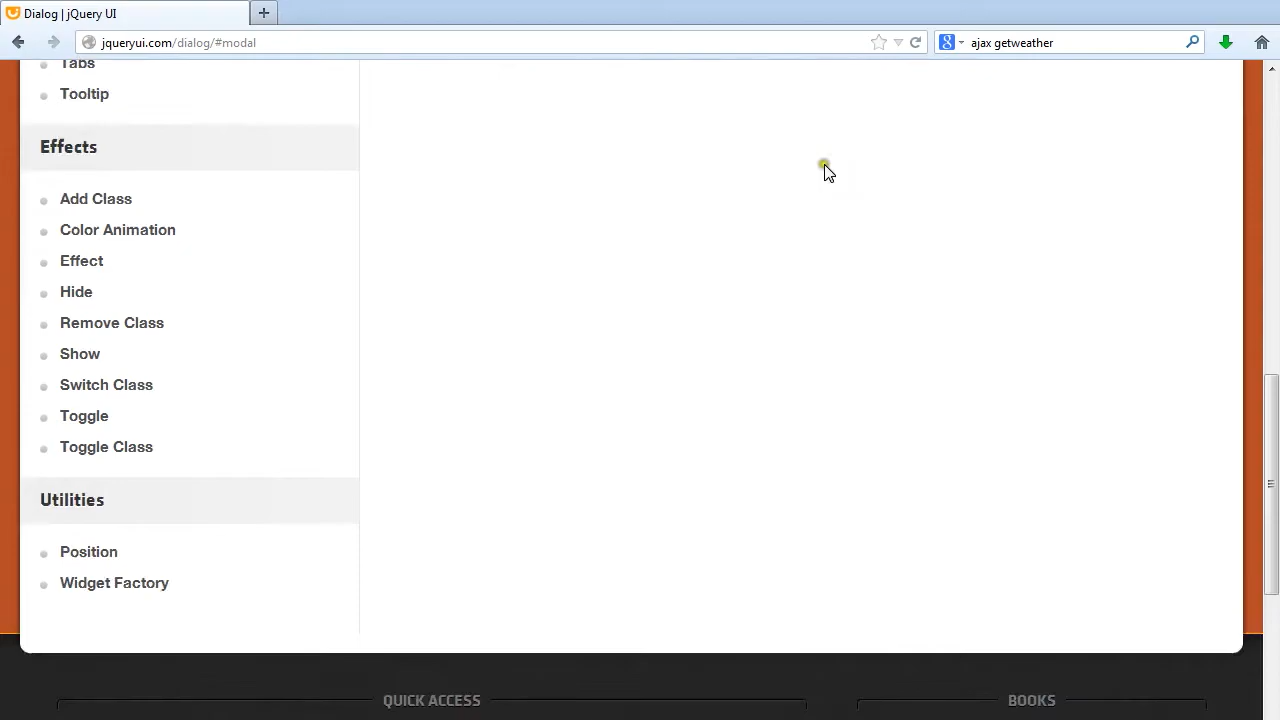 Dialog | jQuery UI
jqueryui.com/dialog/#modal
ajax getweather
Tabs
Tooltip
Effects
Add Class
Color Animation
Effect
Hide
Remove Class
Show
Switch Class
Toggle
Toggle Class
Utilities
Position
Widget Factory
QUICK ACCESS
BOOKS